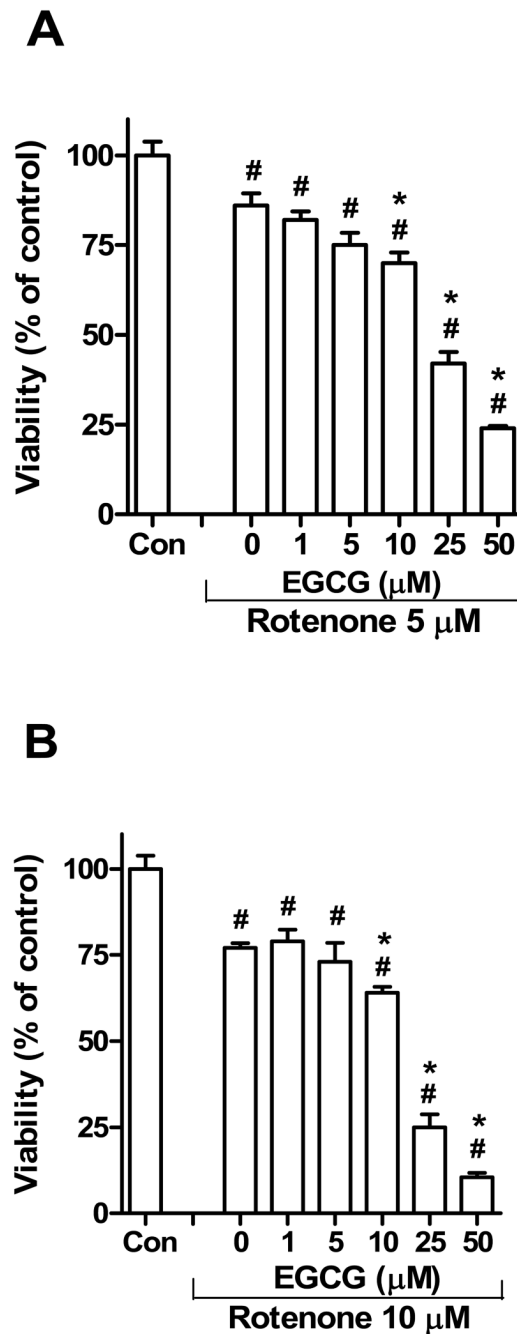 A
Viability (% of control)
100
75
50
25
0
# # # * # * # * #
Con 0 1 5 10 25 50
EGCG (μM)
Rotenone 5 μM
B
Viability (% of control)
100
75
50
25
0
# # # * # * # * #
Con 0 1 5 10 25 50
EGCG (μM)
Rotenone 10 μM